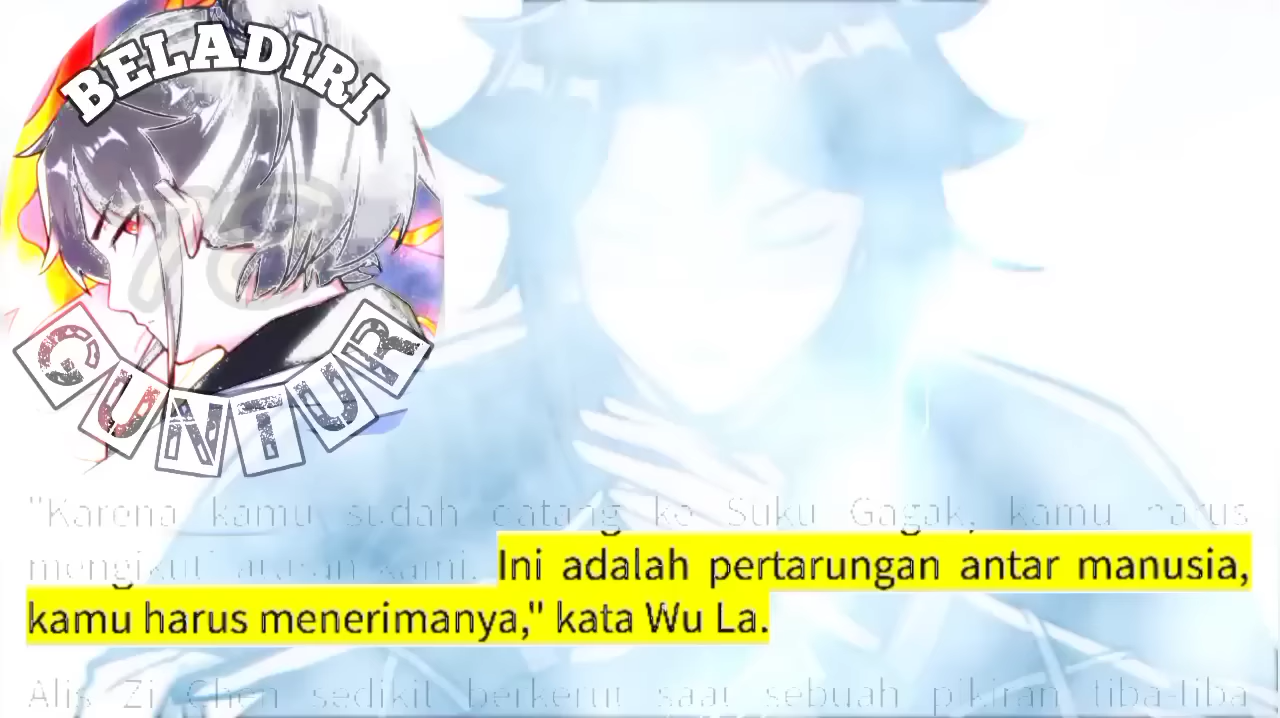 BELADIRI
GUNTUR
"Karena kamu sudah datang ke Suku Gagak, kamu harus
mengikuti aturan kami. Ini adalah pertarungan antar manusia,
kamu harus menerimanya," kata Wu La.
Alis Zi Chen sedikit berkerut saat sebuah pikiran tiba-tiba